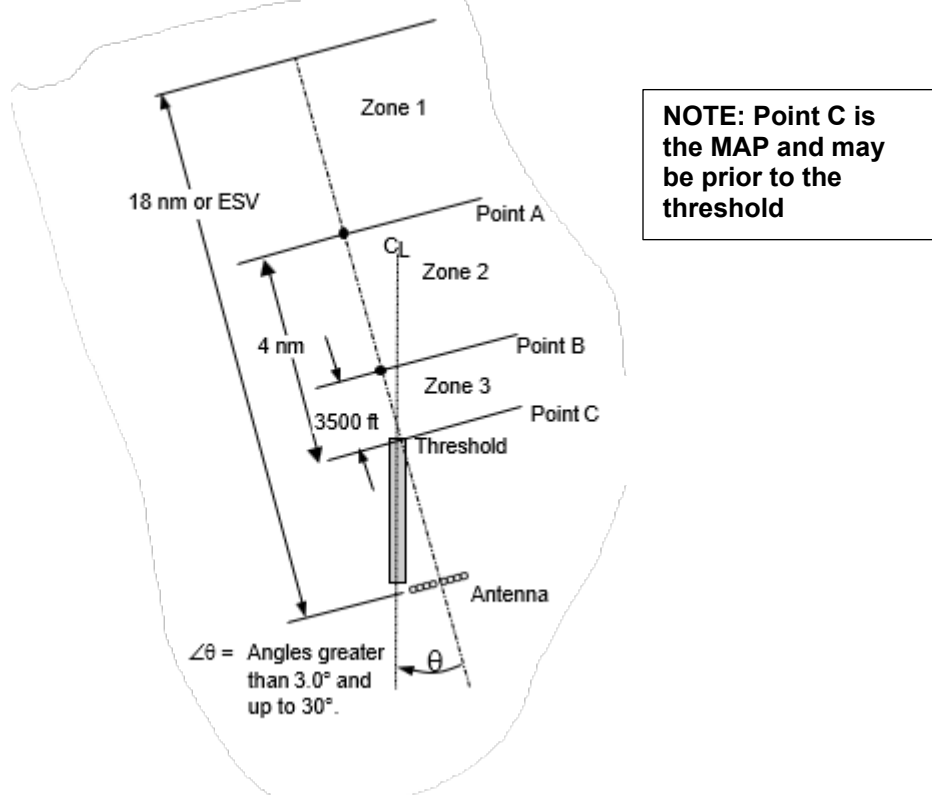 Zone 1
NOTE: Point C is
the MAP and may
be prior to the
threshold
18 nm or ESV
Point A
CL
Zone 2
4 nm
Point B
Zone 3
3500 ft
Point C
Threshold
Antenna
∠θ = Angles greater
than 3.0° and
up to 30°.
θ